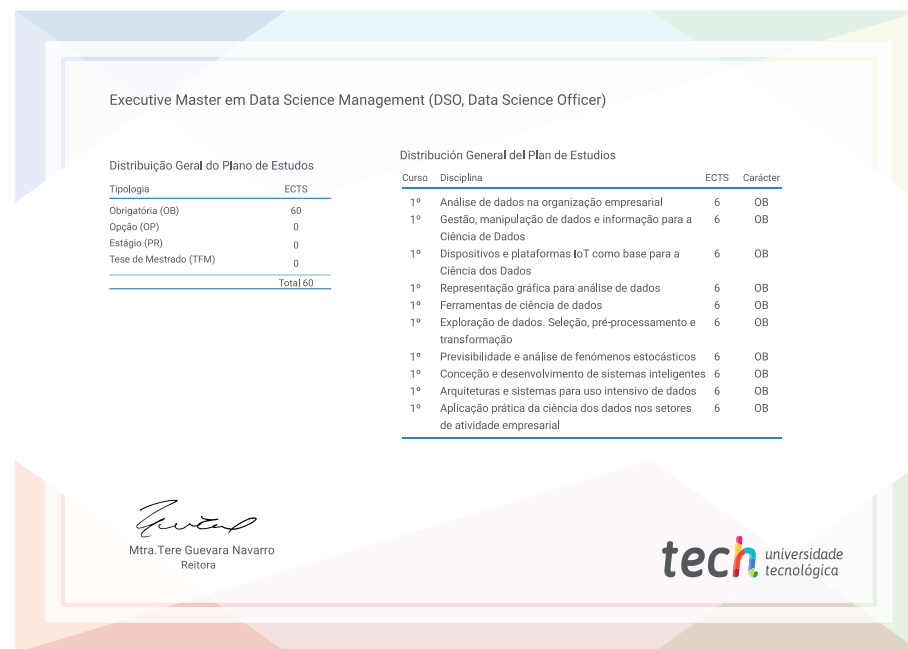 Executive Master em Data Science Management (DSO, Data Science Officer)
Distribuição Geral do Plano de Estudos
Tipologia ECTS
Obrigatória (OB) 60
Opção (OP) 0
Estágio (PR) 0
Tese de Mestrado (TFM) 0
Total 60
Distribución General del Plan de Estudios
Curso Disciplina ECTS Carácter
1º Análise de dados na organização empresarial 6 OB
1º Gestão, manipulação de dados e informação para a 6 OB
Ciência de Dados
1º Dispositivos e plataformas IoT como base para a 6 OB
Ciência dos Dados
1º Representação gráfica para análise de dados 6 OB
1º Ferramentas de ciência de dados 6 OB
1º Exploração de dados. Seleção, pré-processamento e 6 OB
transformação
1º Previsibilidade e análise de fenómenos estocásticos 6 OB
1º Conceção e desenvolvimento de sistemas inteligentes 6 OB
1º Arquiteturas e sistemas para uso intensivo de dados 6 OB
1º Aplicação prática da ciência dos dados nos setores 6 OB
de atividade empresarial
Mtra.Tere Guevara Navarro
Reitora
tech universidade
tecnológica